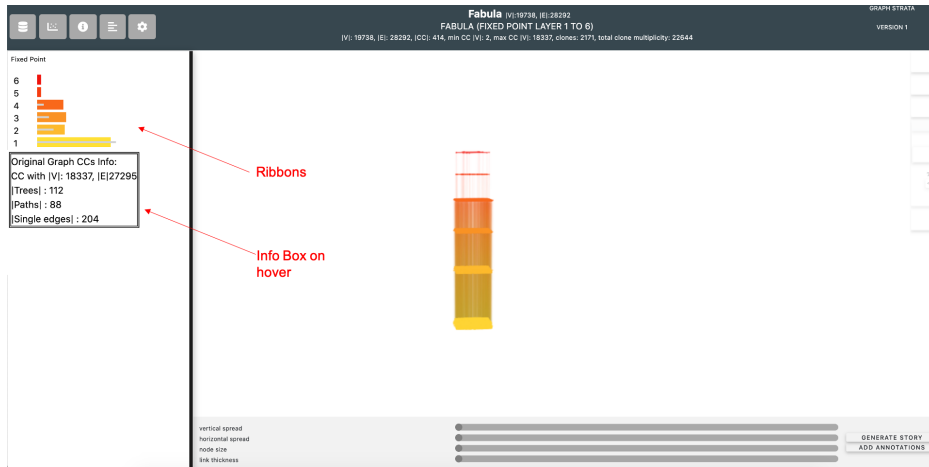 Fabula |V|:19738, |E|:28292
FABULA (FIXED POINT LAYER 1 TO 6)
|V|: 19738, |E|: 28292, |CC|: 414, min CC |V|: 2, max CC |V|: 18337, clones: 2171, total clone multiplicity: 22644
GRAPH STRATA
VERSION 1
Fixed Point
6
5
4
3
2
1
Original Graph CCs Info:
CC with |V|: 18337, |E|27295
|Trees| : 112
|Paths| : 88
|Single edges| : 204
Ribbons
Info Box on
hover
vertical spread
horizontal spread
node size
link thickness
GENERATE STORY
ADD ANNOTATIONS